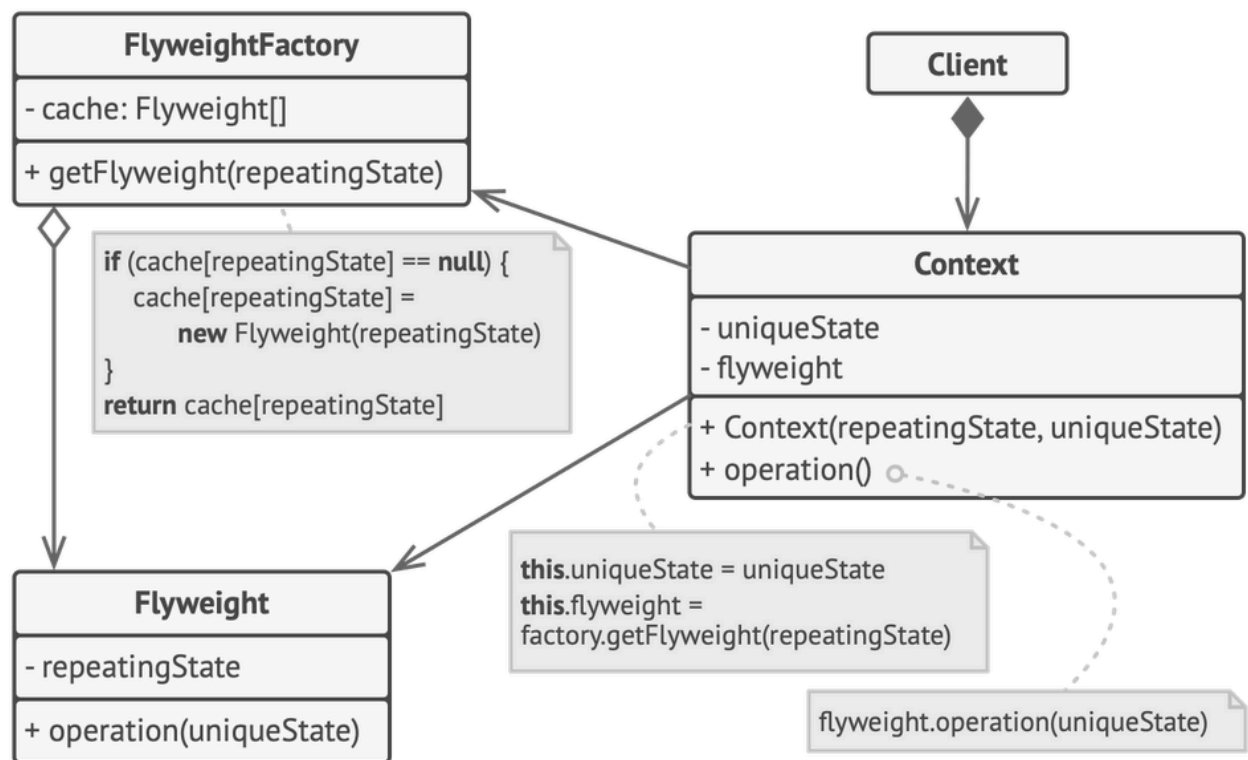 FlyweightFactory
- cache: Flyweight[]
+ getFlyweight(repeatingState)
if (cache[repeatingState] == null) {
cache[repeatingState] =
new Flyweight(repeatingState)
}
return cache[repeatingState]
Client
Context
- uniqueState
- flyweight
+ Context(repeatingState, uniqueState)
+ operation()
this.uniqueState = uniqueState
this.flyweight =
factory.getFlyweight(repeatingState)
flyweight.operation(uniqueState)
Flyweight
- repeatingState
+ operation(uniqueState)